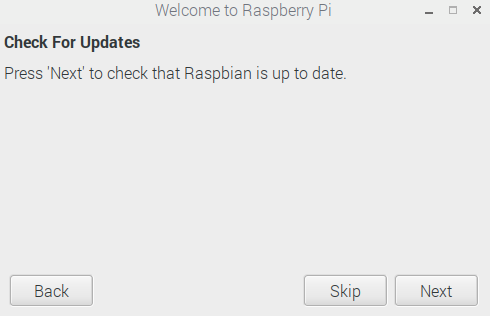 Welcome to Raspberry Pi
Check For Updates
Press 'Next' to check that Raspbian is up to date.
Back
Skip
Next